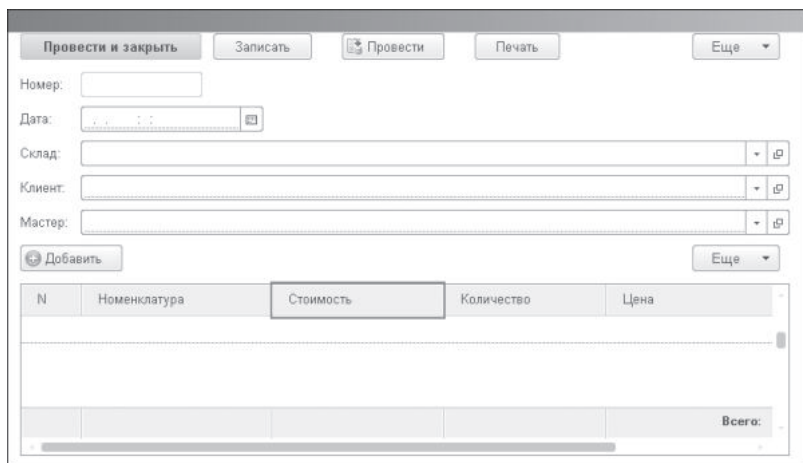 Провести и закрыть Записать Провести Печать Еще
Номер:
Дата: . . : :
Склад:
Клиент:
Мастер:
Добавить Еще
N Номенклатура Стоимость Количество Цена
Всего: